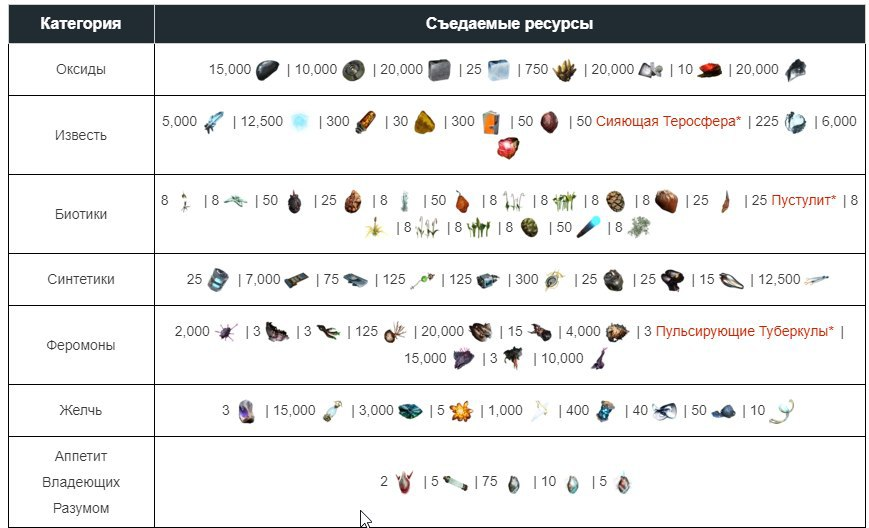 Категория Съедаемые ресурсы
Оксиды 15,000 | 10,000 | 20,000 | 25 | 750 | 20,000 | 10 | 20,000
Известь 5,000 | 12,500 | 300 | 30 | 300 | 50 | 50 Сияющая Теросфера* | 225 | 6,000
Биотики 8 | 8 | 50 | 25 | 8 | 50 | 8 | 8 | 8 | 8 | 25 | 25 Пустулит* | 8
| 8 | 8 | 8 | 50 | 8
Синтетики 25 | 7,000 | 75 | 125 | 125 | 300 | 25 | 25 | 15 | 12,500
Феромоны 2,000 | 3 | 3 | 125 | 20,000 | 15 | 4,000 | 3 Пульсирующие Туберкулы* |
15,000 | 3 | 10,000
Желчь 3 | 15,000 | 3,000 | 5 | 1,000 | 400 | 40 | 50 | 10
Аппетит
Владеющих 2 | 5 | 75 | 10 | 5
Разумом